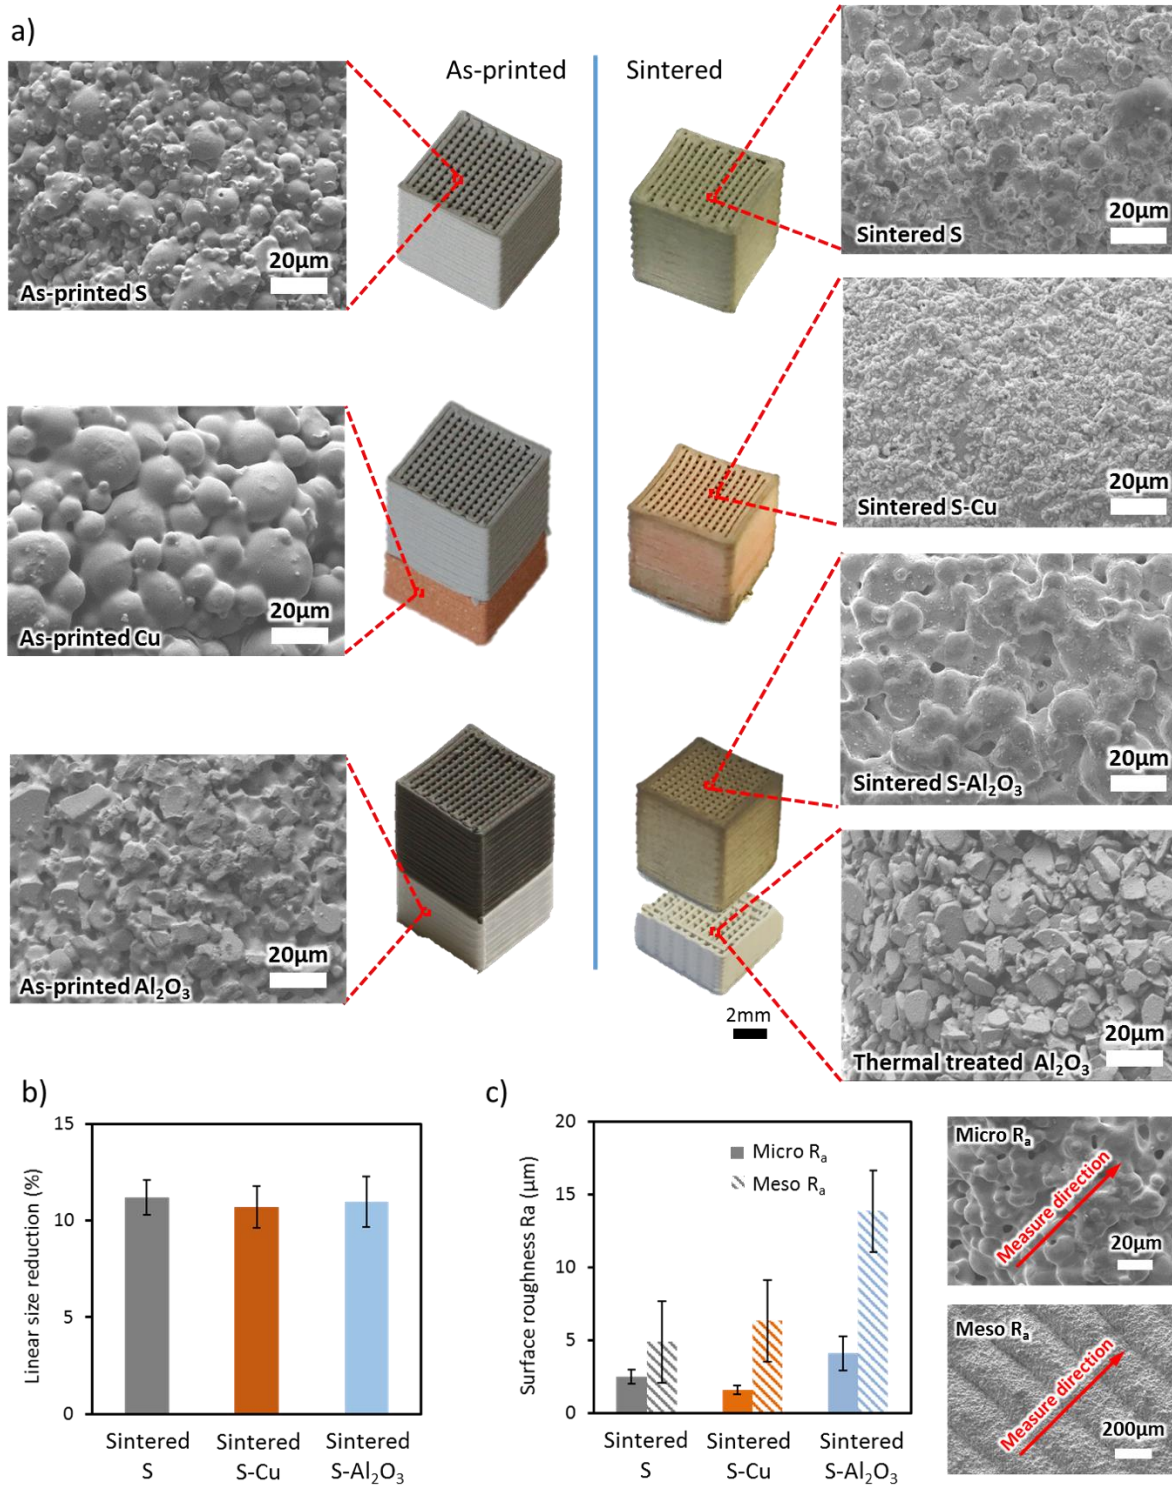 a)
As-printed
Sintered
20µm
As-printed S
20µm
Sintered S
20µm
As-printed Cu
20µm
Sintered S-Cu
20µm
Sintered S-Al₂O₃
20µm
As-printed Al₂O₃
2mm
20µm
Thermal treated Al₂O₃
b)
15
10
5
0
Linear size reduction (%)
Sintered
S
Sintered
S-Cu
Sintered
S-Al₂O₃
c)
20
15
10
5
0
Surface roughness Ra (µm)
Micro Rₐ
Meso Rₐ
Sintered
S
Sintered
S-Cu
Sintered
S-Al₂O₃
Micro Rₐ
Measure direction
20µm
Meso Rₐ
Measure direction
200µm